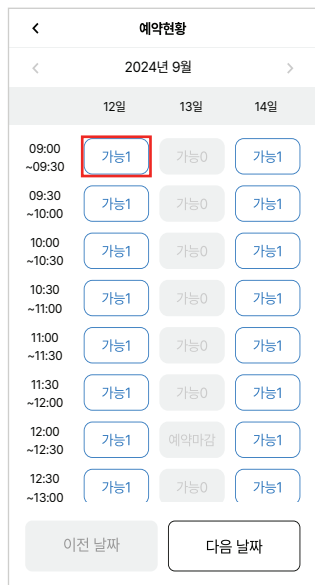 예약현황
2024년 9월
12일 13일 14일
09:00
~09:30 가능1 가능0 가능1
09:30
~10:00 가능1 가능0 가능1
10:00
~10:30 가능1 가능0 가능1
10:30
~11:00 가능1 가능0 가능1
11:00
~11:30 가능1 가능0 가능1
11:30
~12:00 가능1 가능0 가능1
12:00
~12:30 가능1 예약마감 가능1
12:30
~13:00 가능1 가능0 가능1
이전 날짜 다음 날짜